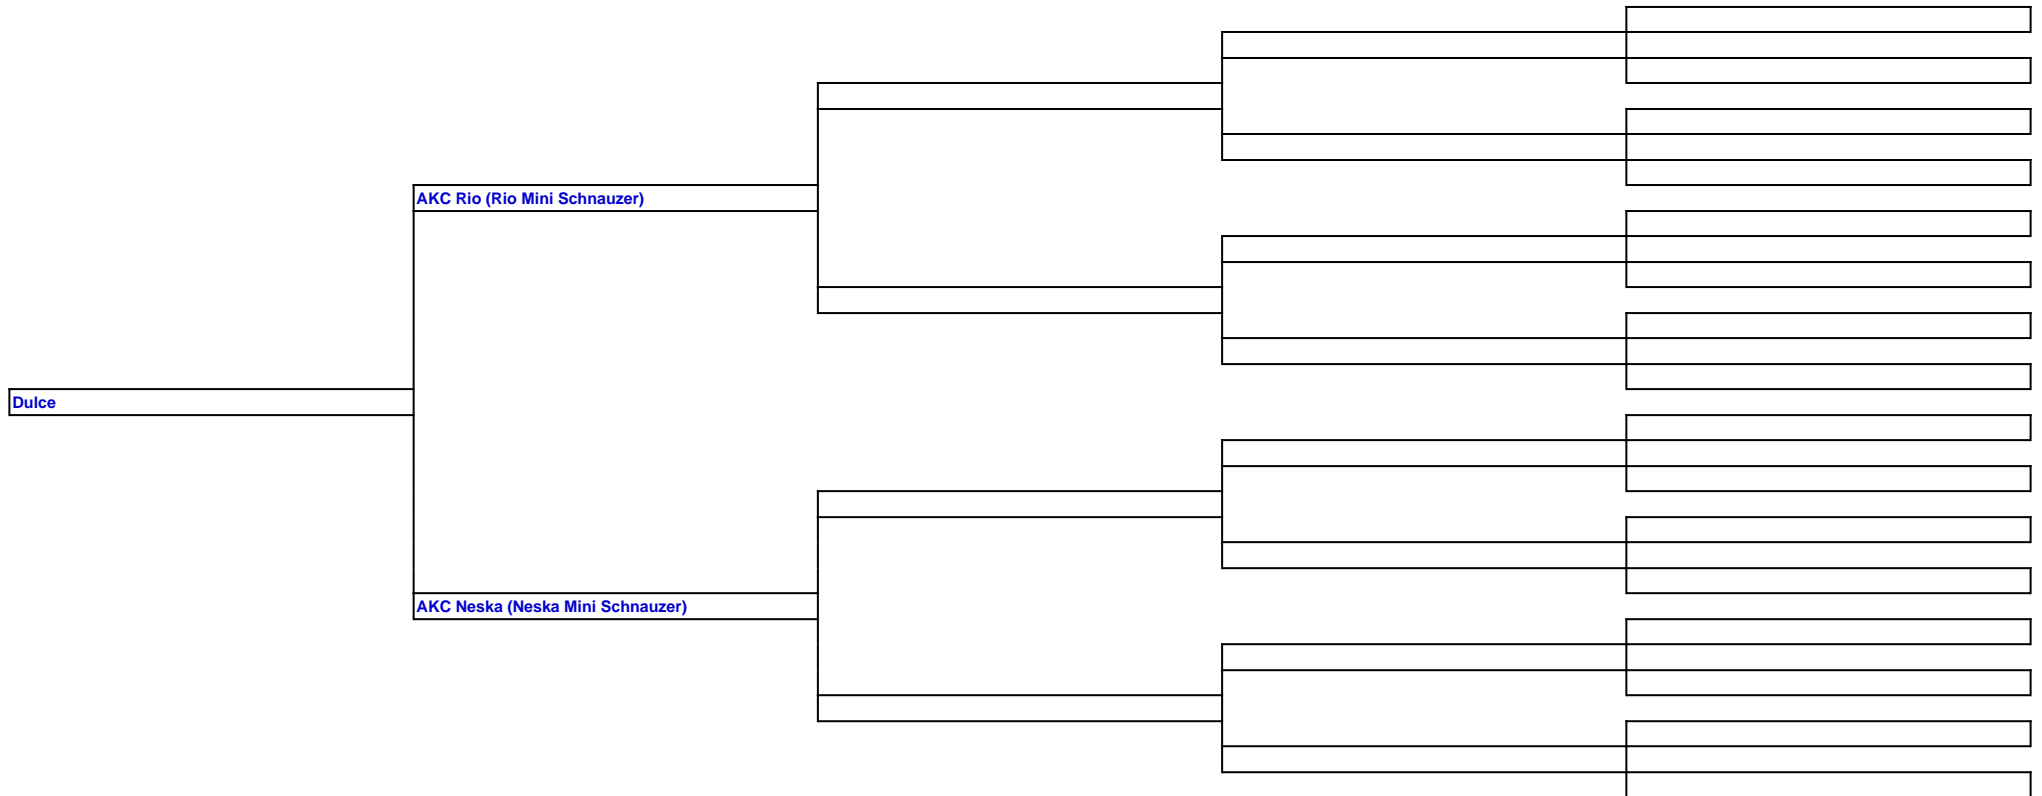 AKC Rio (Rio Mini Schnauzer)
Dulce
AKC Neska (Neska Mini Schnauzer)